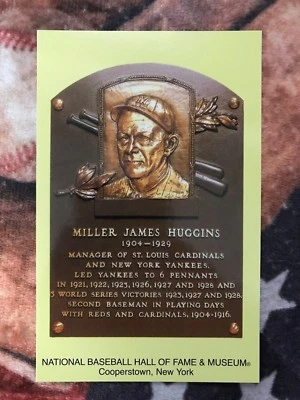 MILLER JAMES HUGGINS
1904–1929
MANAGER OF ST. LOUIS CARDINALS
AND NEW YORK YANKEES.
LED YANKEES TO 6 PENNANTS
IN 1921, 1922, 1923, 1926, 1927 AND 1928 AND
3 WORLD SERIES VICTORIES 1923, 1927 AND 1928.
SECOND BASEMAN IN PLAYING DAYS
WITH REDS AND CARDINALS, 1904-1916.
NATIONAL BASEBALL HALL OF FAME & MUSEUM®
Cooperstown, New York